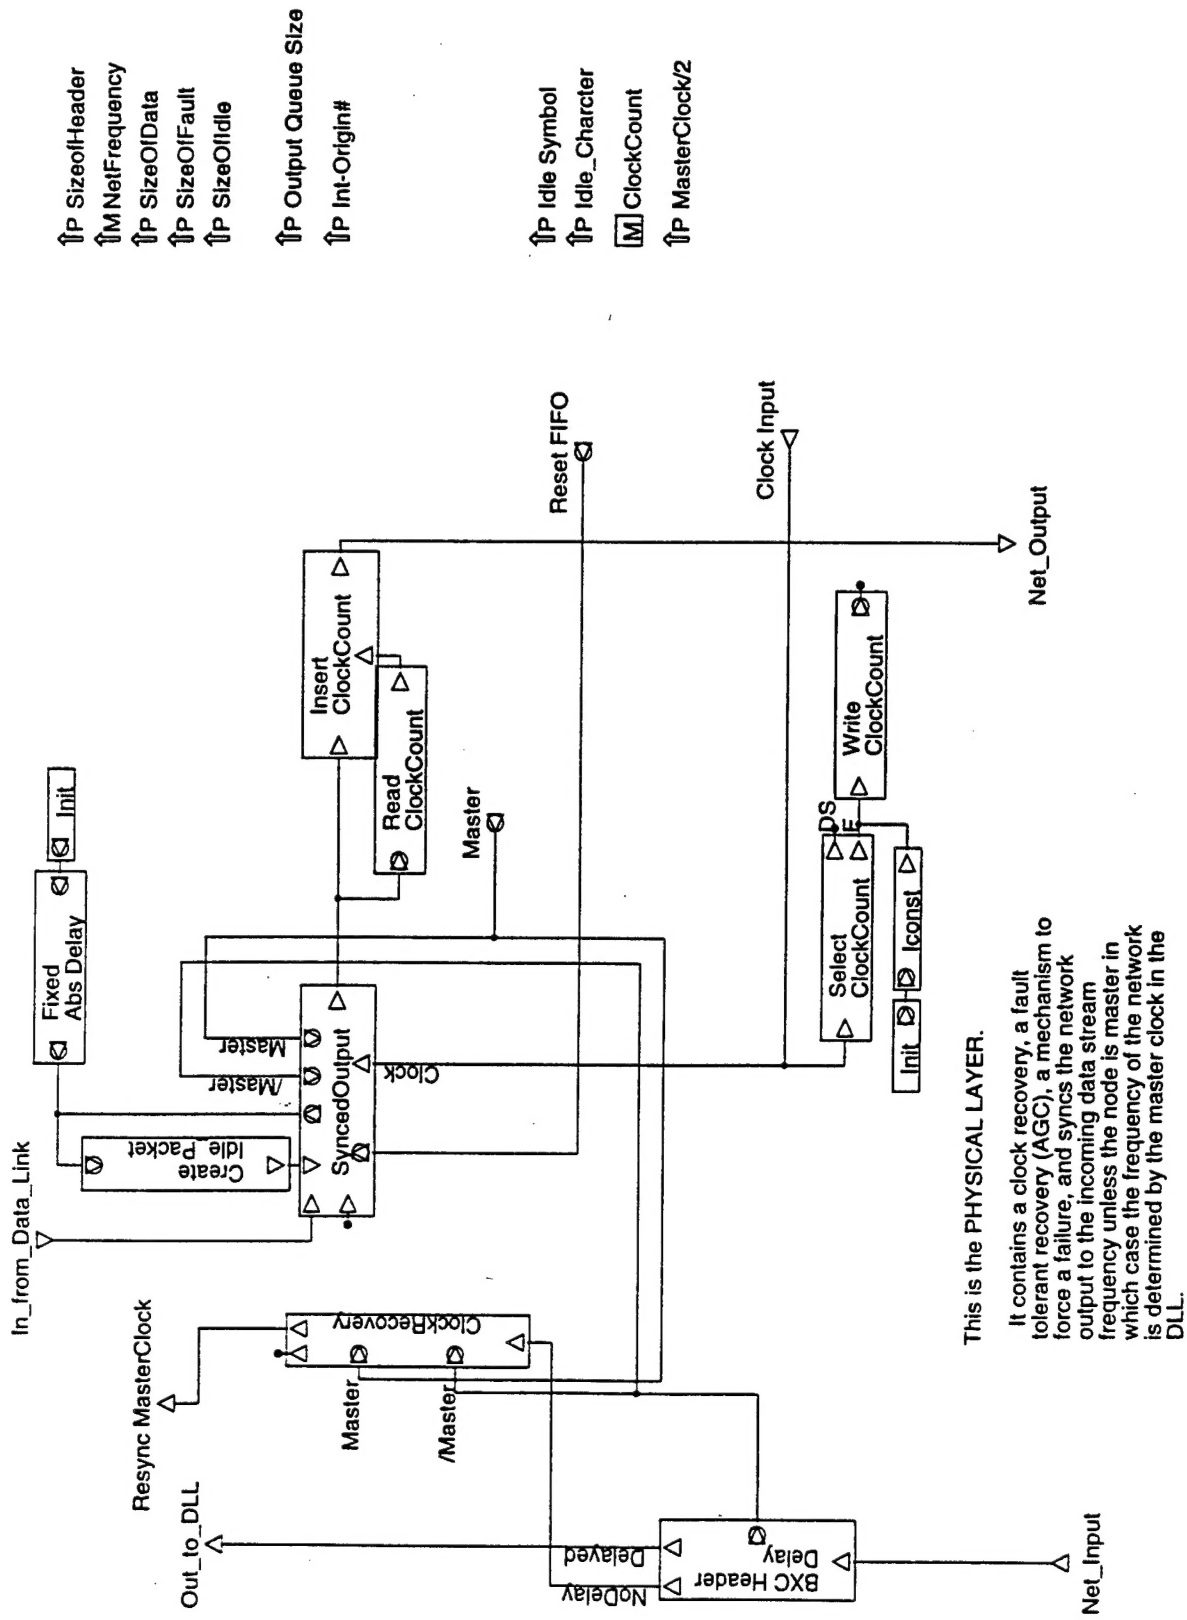 ⇑P SizeofHeader
⇑M NetFrequency
⇑P SizeOfData
⇑P SizeOfFault
⇑P SizeOfIdle
⇑P Output Queue Size
⇑P Int-Origin#
⇑P Idle Symbol
⇑P Idle_Charcter
M ClockCount
⇑P MasterClock/2
In_from_Data_Link
Create
Idle_Packet
Fixed
Abs Delay
Init
Resync MasterClock
ClockRecovery
Master
/Master
SyncedOutput
/Master
Master
Clock
Insert
ClockCount
Read
ClockCount
Master
Reset FIFO
Clock Input
Out_to_DLL
NoDelay
Delayed
BXC Header
Delay
Net_Input
Select
ClockCount
DS
F
Init
Iconst
Write
ClockCount
Net_Output
This is the PHYSICAL LAYER.
It contains a clock recovery, a fault
tolerant recovery (AGC), a mechanism to
force a failure, and syncs the network
output to the incoming data stream
frequency unless the node is master in
which case the frequency of the network
is determined by the master clock in the
DLL.